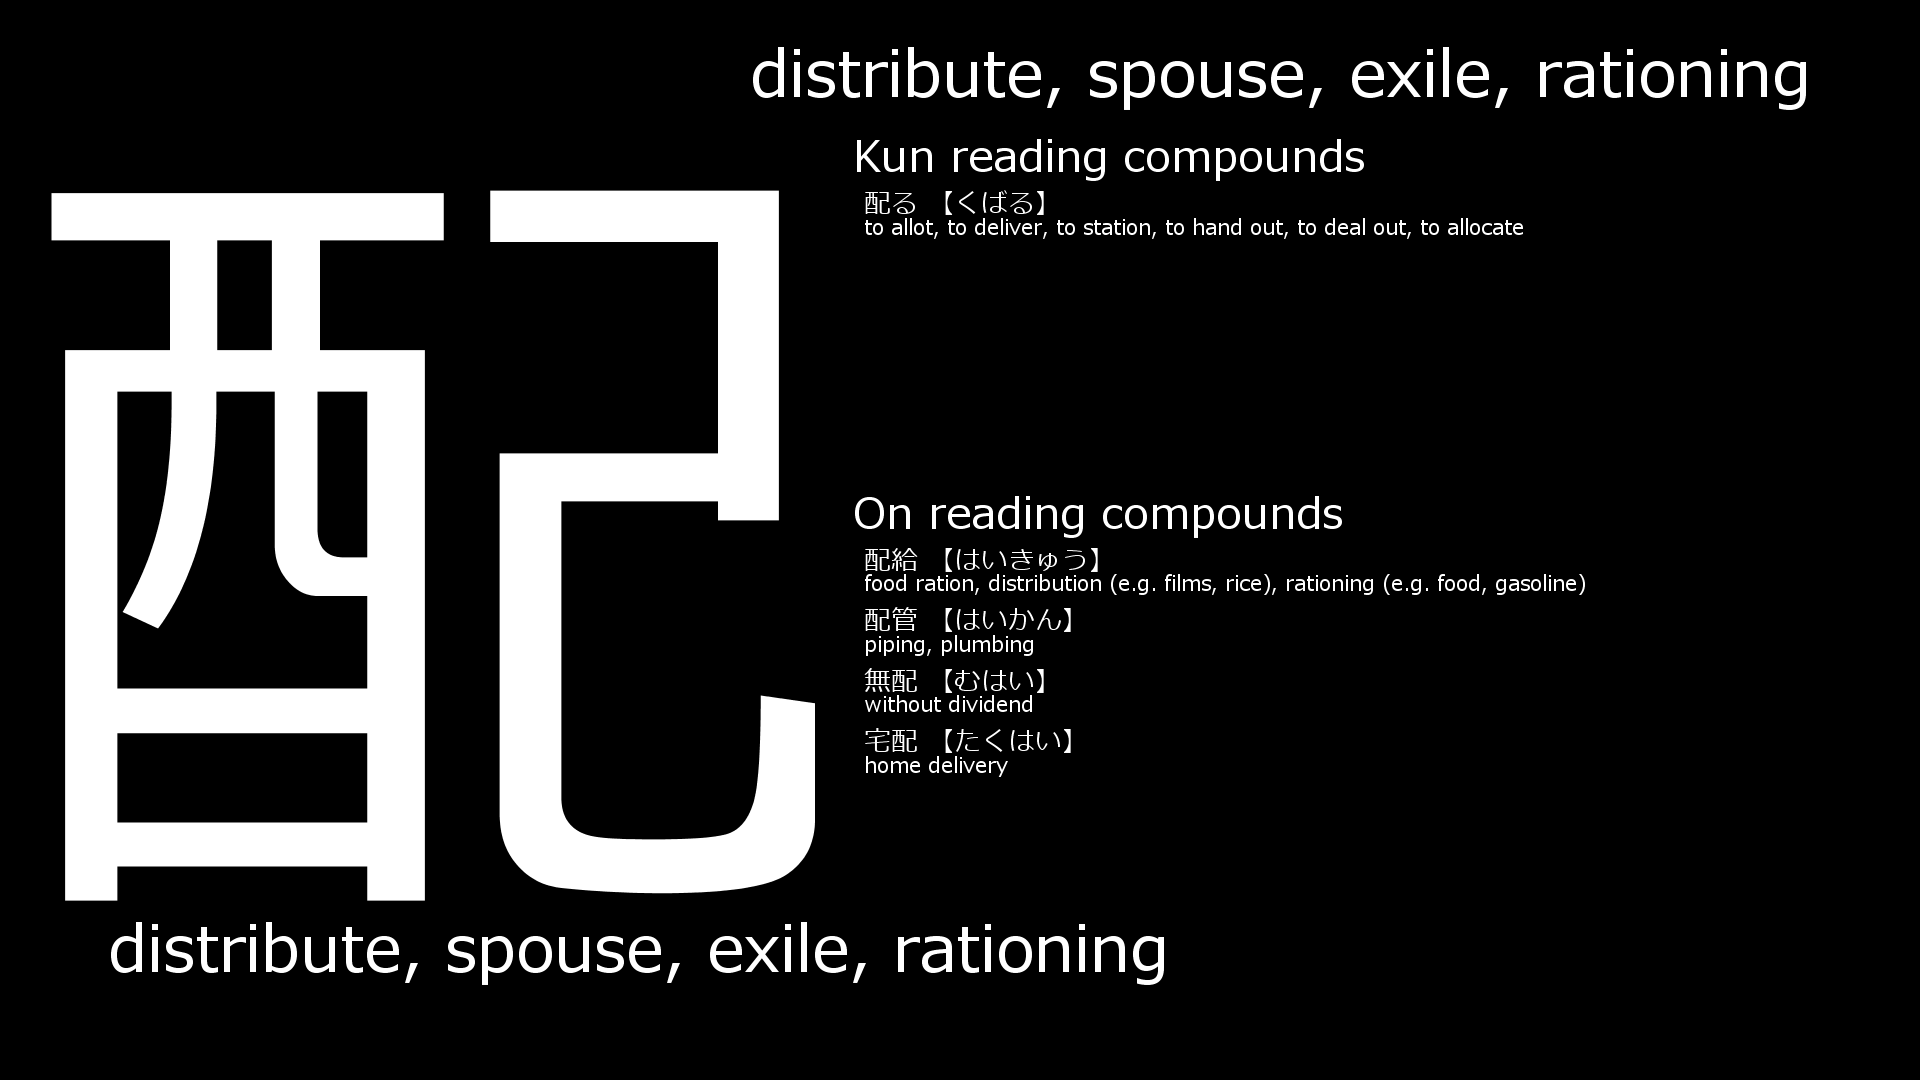 distribute, spouse, exile, rationing
配
Kun reading compounds
配る 【くばる】
to allot, to deliver, to station, to hand out, to deal out, to allocate
On reading compounds
配給 【はいきゅう】
food ration, distribution (e.g. films, rice), rationing (e.g. food, gasoline)
配管 【はいかん】
piping, plumbing
無配 【むはい】
without dividend
宅配 【たくはい】
home delivery
distribute, spouse, exile, rationing